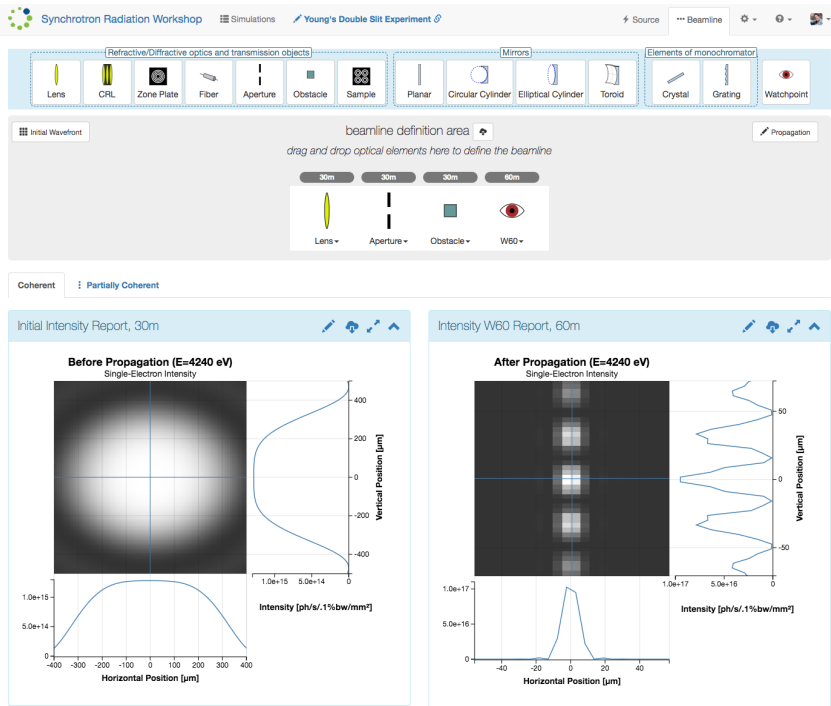 Synchrotron Radiation Workshop Simulations Young's Double Slit Experiment Source Beamline
Refractive/Diffractive optics and transmission objects Mirrors Elements of monochromator
Lens CRL Zone Plate Fiber Aperture Obstacle Sample Planar Circular Cylinder Elliptical Cylinder Toroid Crystal Grating Watchpoint
Initial Wavefront beamline definition area Propagation
drag and drop optical elements here to define the beamline
30m 30m 30m 60m
Lens Aperture Obstacle W60
Coherent Partially Coherent
Initial Intensity Report, 30m
Before Propagation (E=4240 eV)
Single-Electron Intensity
400
200
0
-200
-400
Vertical Position [μm]
1.0e+15 5.0e+14 0
Intensity [ph/s/.1%bw/mm²]
1.0e+15
5.0e+14
0
-400 -300 -200 -100 0 100 200 300 400
Horizontal Position [μm]
Intensity W60 Report, 60m
After Propagation (E=4240 eV)
Single-Electron Intensity
50
0
-50
Vertical Position [μm]
1.0e+17 5.0e+16 0
Intensity [ph/s/.1%bw/mm²]
1.0e+17
5.0e+16
0
-40 -20 0 20 40
Horizontal Position [μm]